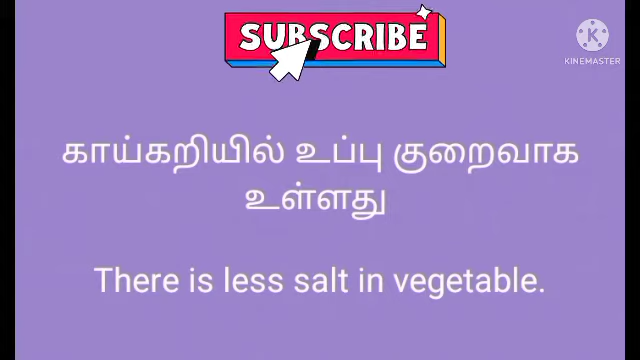 SUBSCRIBE
KINEMASTER
காய்கறியில் உப்பு குறைவாக
உள்ளது
There is less salt in vegetable.